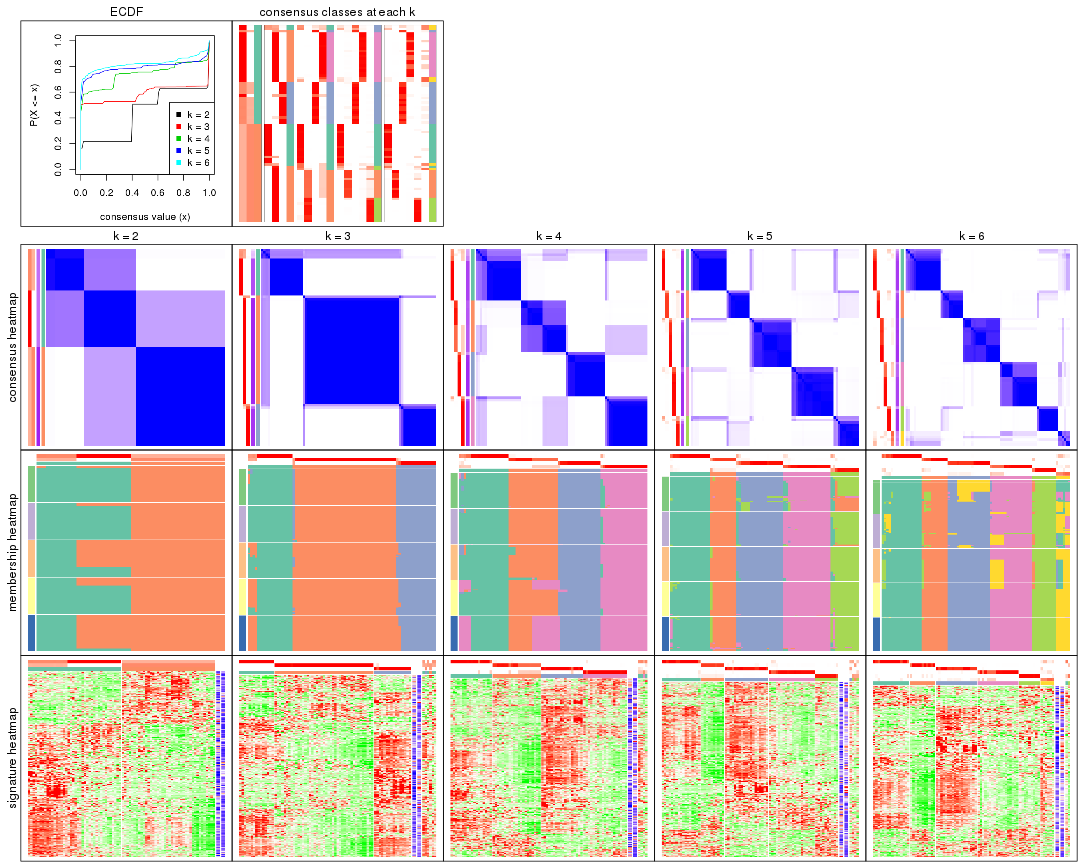 ECDF
consensus classes at each k
P(X <= x)
0.0
0.2
0.4
0.6
0.8
1.0
k = 2
k = 3
k = 4
k = 5
k = 6
0.0 0.2 0.4 0.6 0.8 1.0
consensus value (x)
k = 2
k = 3
k = 4
k = 5
k = 6
consensus heatmap
membership heatmap
signature heatmap